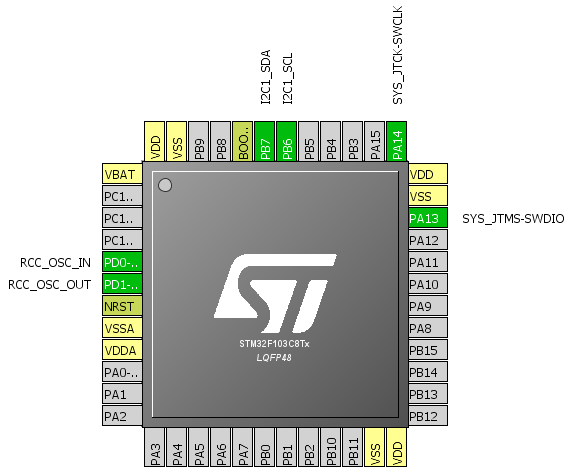 I2C1_SDA
I2C1_SCL
SYS_JTCK-SWCLK
VDD
VSS
PB9
PB8
BOO..
PB7
PB6
PB5
PB4
PB3
PA15
PA14
VBAT
PC1..
PC1..
PC1..
RCC_OSC_IN PD0-..
RCC_OSC_OUT PD1-..
NRST
VSSA
VDDA
PA0-..
PA1
PA2
ST
STM32F103C8Tx
LQFP48
VDD
VSS
PA13 SYS_JTMS-SWDIO
PA12
PA11
PA10
PA9
PA8
PB15
PB14
PB13
PB12
PA3
PA4
PA5
PA6
PA7
PB0
PB1
PB2
PB10
PB11
VSS
VDD